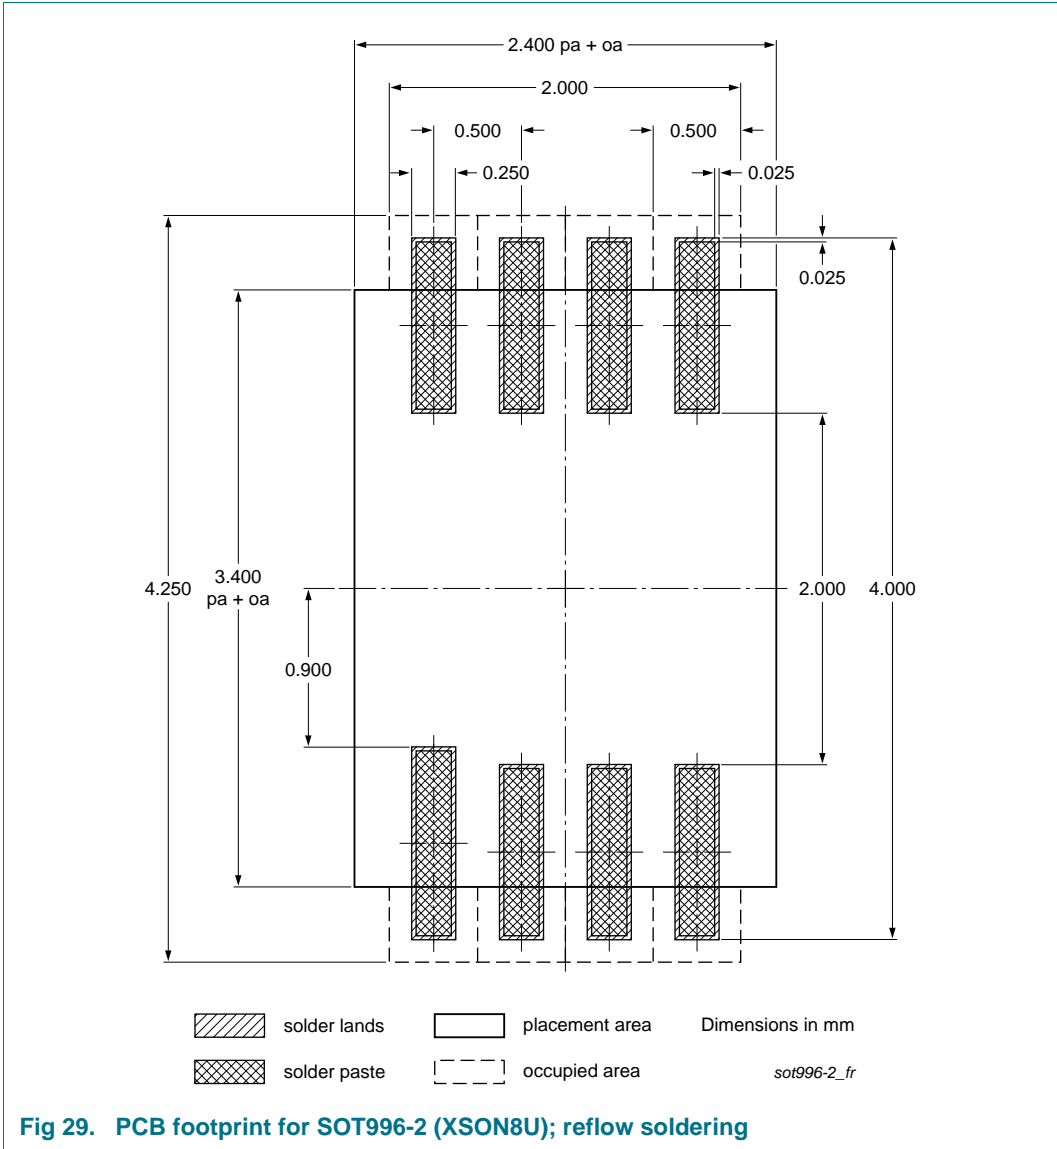 2.400 pa + oa
2.000
0.500
0.500
0.250
0.025
0.025
4.250
3.400
pa + oa
2.000
4.000
0.900
solder lands
placement area
Dimensions in mm
solder paste
occupied area
sot996-2_fr
Fig 29. PCB footprint for SOT996-2 (XSON8U); reflow soldering